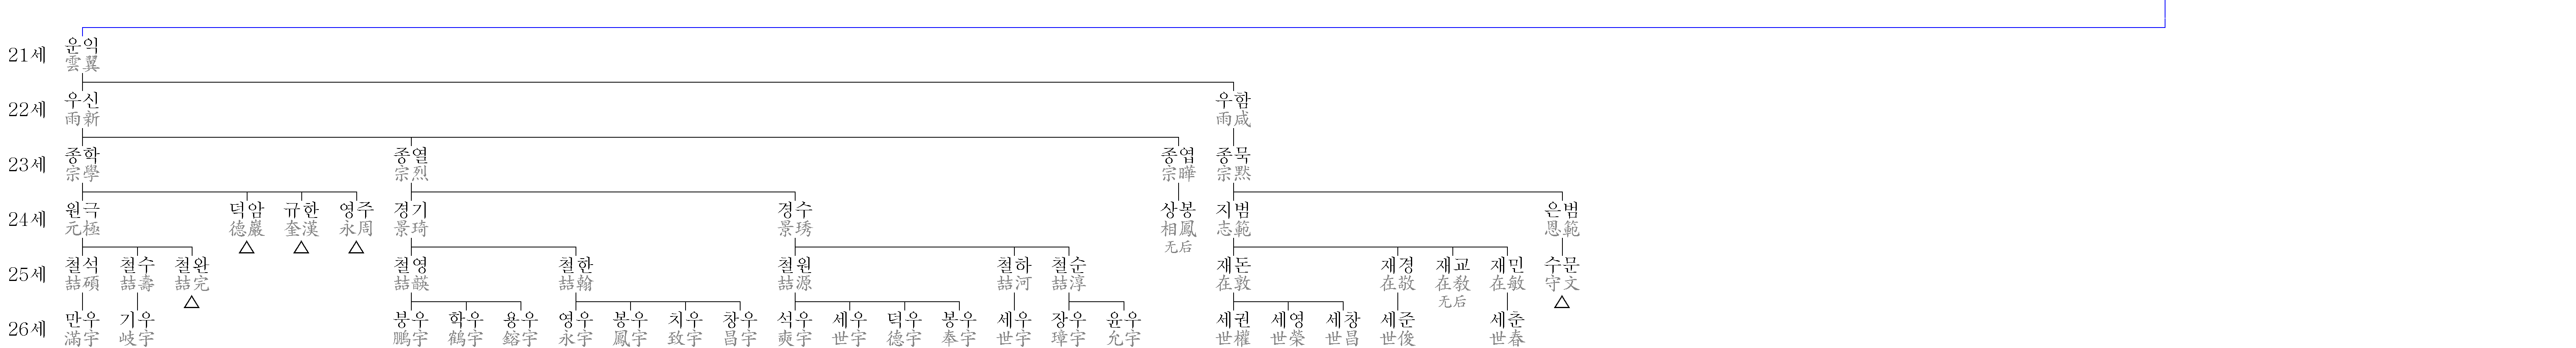 21세 운익
雲翼
22세 우신 우함
雨新 雨咸
23세 종학 종열 종엽 종묵
宗學 宗烈 宗曄 宗默
24세 원극 덕암 규한 영주 경기 경수 상봉 지범 은범
元極 德巖 奎漢 永周 景琦 景琇 相鳳 志範 恩範
无后
25세 철석 철수 철완 철영 철한 철원 철하 철순 재돈 재경 재교 재민 수문
喆碩 喆壽 喆完 喆韺 喆翰 喆源 喆河 喆淳 在敦 在敬 在敎 在敏 守文
无后
26세 만우 기우 붕우 학우 용우 영우 봉우 치우 창우 석우 세우 덕우 봉우 세우 장우 윤우 세권 세영 세창 세준 세춘
滿宇 岐宇 鵬宇 鶴宇 鎔宇 永宇 鳳宇 致宇 昌宇 奭宇 世宇 德宇 奉宇 世宇 璋宇 允宇 世權 世榮 世昌 世俊 世春